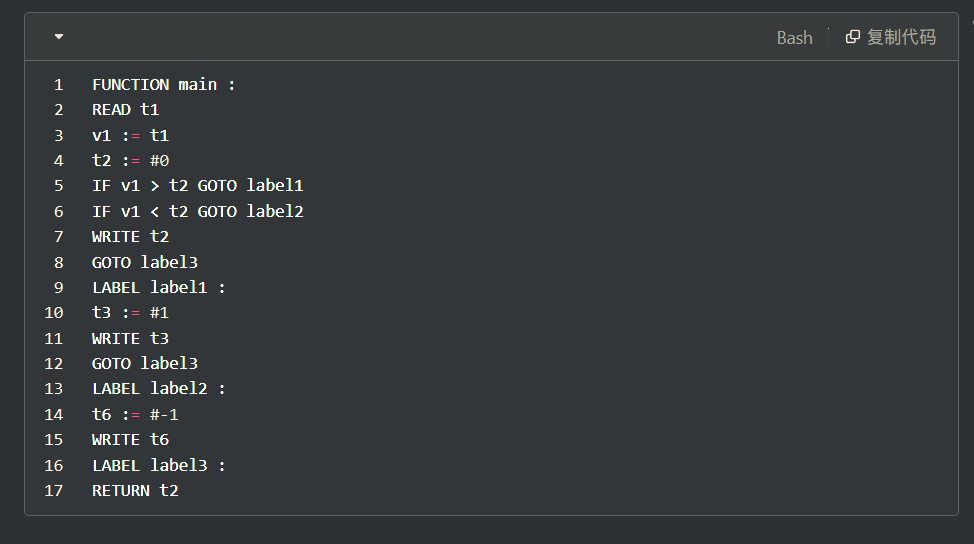 Bash 复制代码
1 FUNCTION main :
2 READ t1
3 v1 := t1
4 t2 := #0
5 IF v1 > t2 GOTO label1
6 IF v1 < t2 GOTO label2
7 WRITE t2
8 GOTO label3
9 LABEL label1 :
10 t3 := #1
11 WRITE t3
12 GOTO label3
13 LABEL label2 :
14 t6 := #-1
15 WRITE t6
16 LABEL label3 :
17 RETURN t2